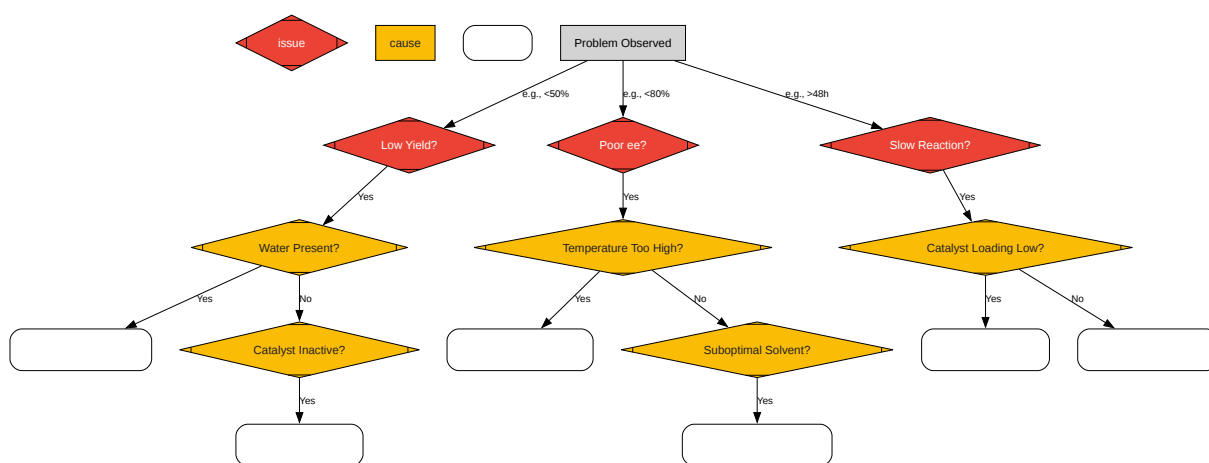 issue
cause
Problem Observed
e.g., <50%
e.g., <80%
e.g., >48h
Low Yield?
Poor ee?
Slow Reaction?
Yes
Yes
Yes
Water Present?
Temperature Too High?
Catalyst Loading Low?
Yes
No
Yes
No
Yes
No
Catalyst Inactive?
Suboptimal Solvent?
Yes
Yes